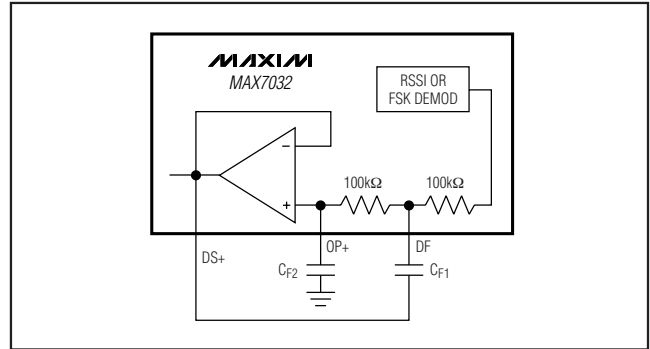 MAXIM
MAX7032
RSSI OR
FSK DEMOD
−
+
100kΩ
100kΩ
DS+
OP+
DF
CF2
CF1